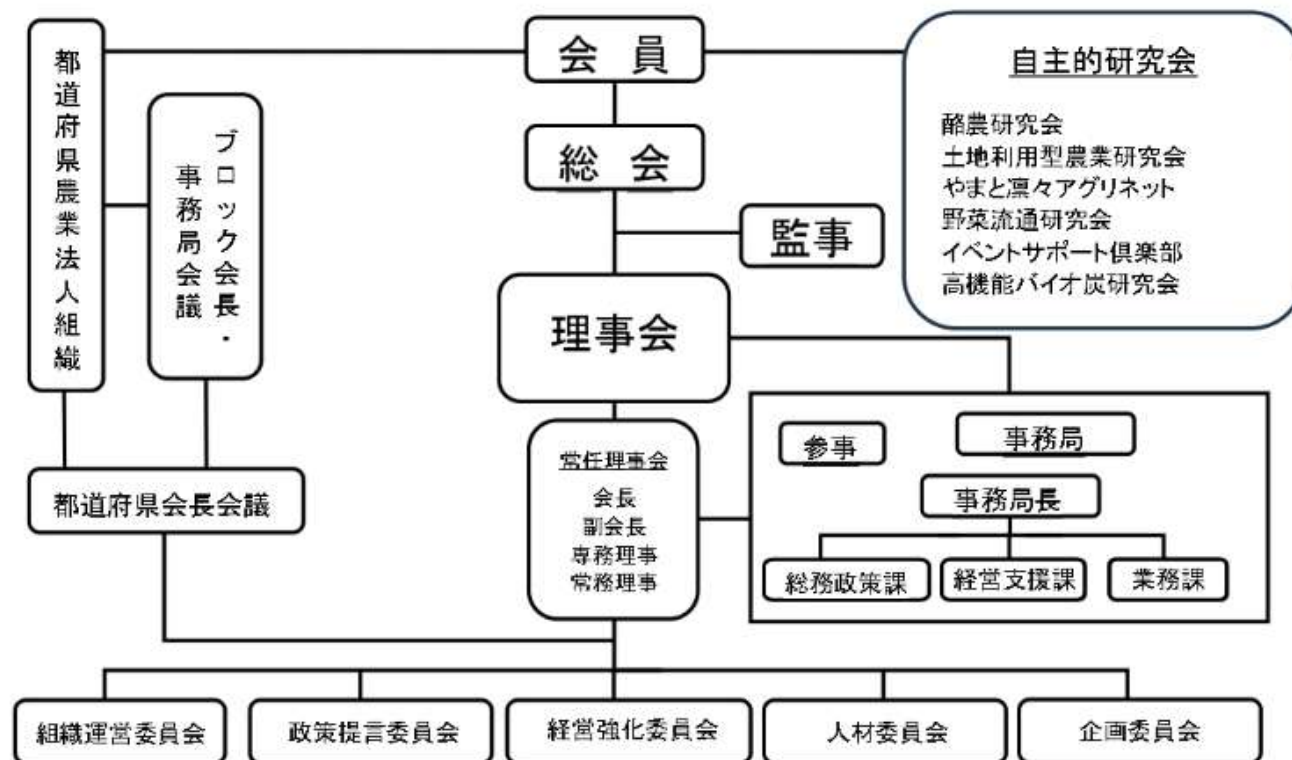 会 員
総 会
監事
理事会
常任理事会
会長
副会長
専務理事
常務理事
都道府県農業法人組織
ブロック会長・
事務局会議
都道府県会長会議
自主的研究会
酪農研究会
土地利用型農業研究会
やまと凛々アグリネット
野菜流通研究会
イベントサポート倶楽部
高機能バイオ炭研究会
参事
事務局
事務局長
総務政策課
経営支援課
業務課
組織運営委員会
政策提言委員会
経営強化委員会
人材委員会
企画委員会